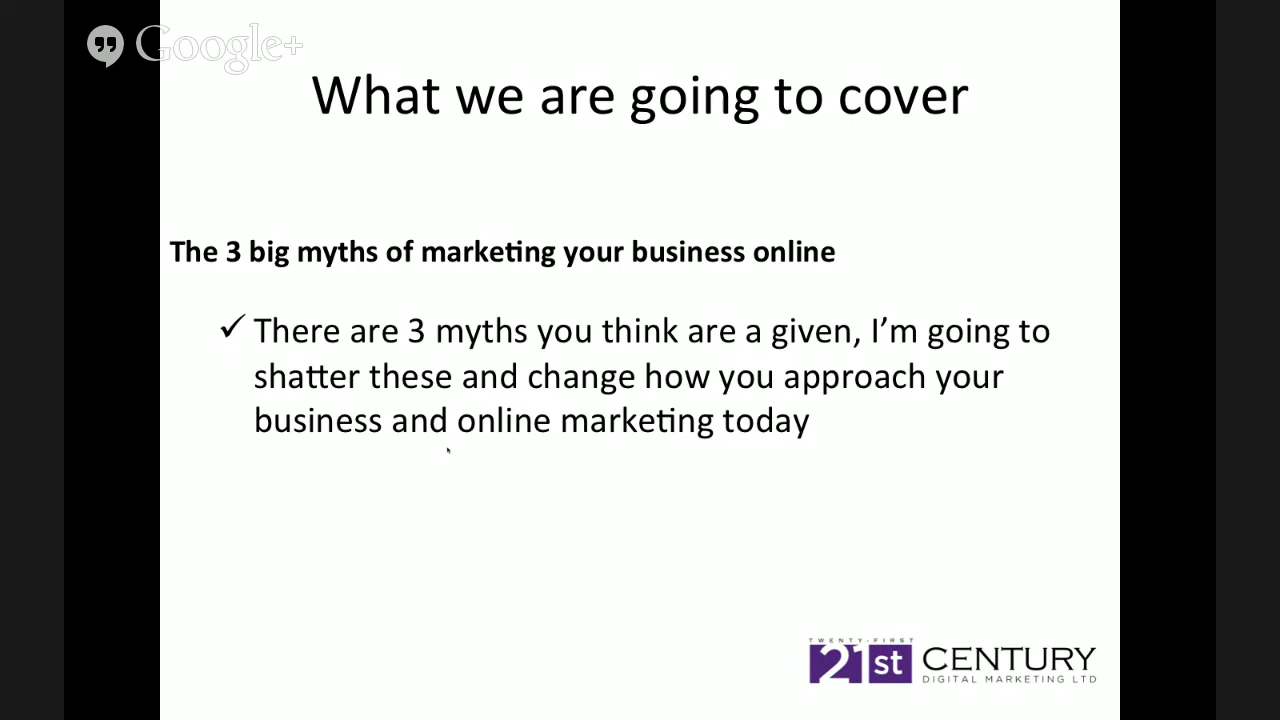 Google+
What we are going to cover
The 3 big myths of marketing your business online
✓ There are 3 myths you think are a given, I’m going to
shatter these and change how you approach your
business and online marketing today
TWENTY-FIRST
21st CENTURY
DIGITAL MARKETING LTD